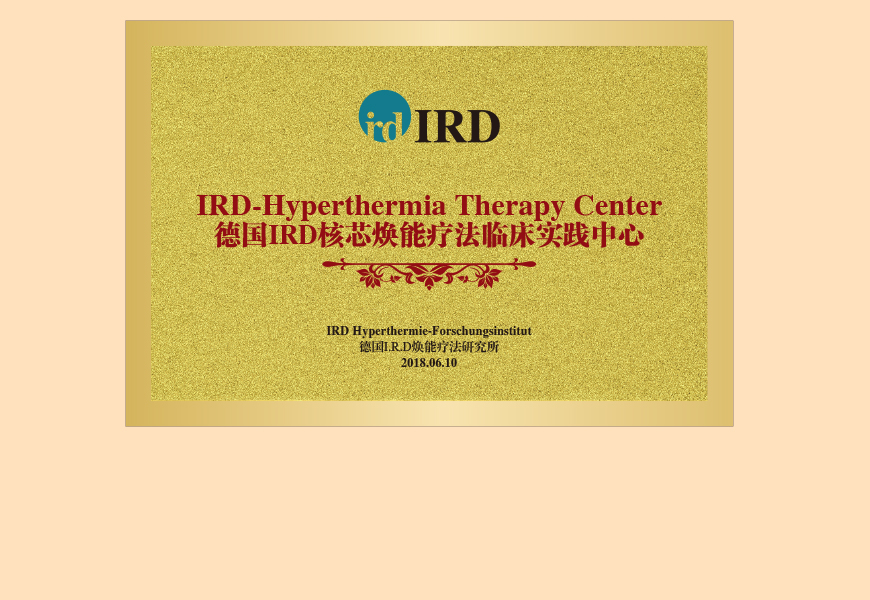 ird IRD
IRD-Hyperthermia Therapy Center
德国IRD核芯焕能疗法临床实践中心
IRD Hyperthermie-Forschungsinstitut
德国I.R.D焕能疗法研究所
2018.06.10